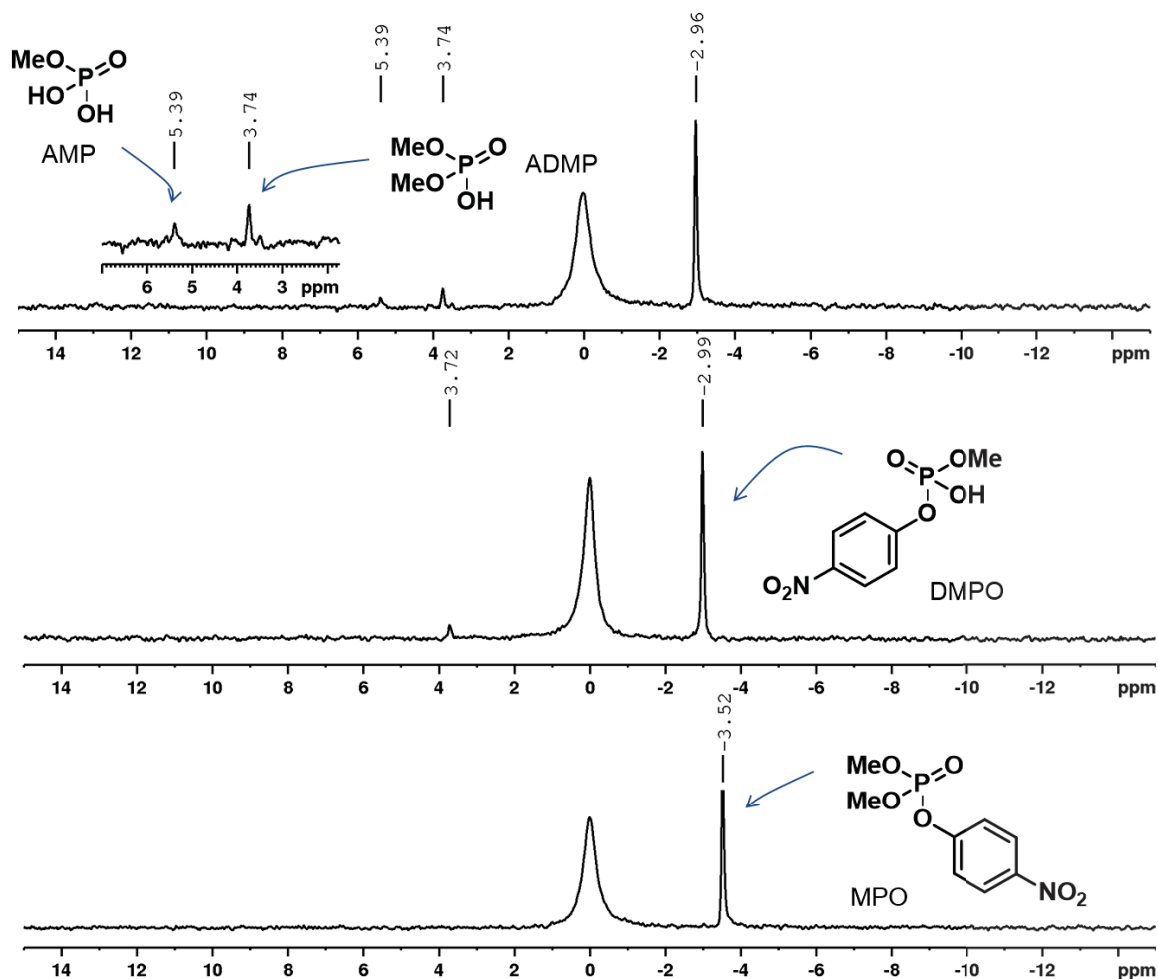 5.39
3.74
-2.96
MeO
P
O
HO
OH
AMP
5.39
3.74
MeO
P
O
MeO
OH
ADMP
6 5 4 3 ppm
14 12 10 8 6 4 2 0 -2 -4 -6 -8 -10 -12 ppm
3.72
-2.99
O
P
OMe
OH
O
O2N
DMPO
14 12 10 8 6 4 2 0 -2 -4 -6 -8 -10 -12 ppm
-3.52
MeO
P
O
MeO
O
NO2
MPO
14 12 10 8 6 4 2 0 -2 -4 -6 -8 -10 -12 ppm